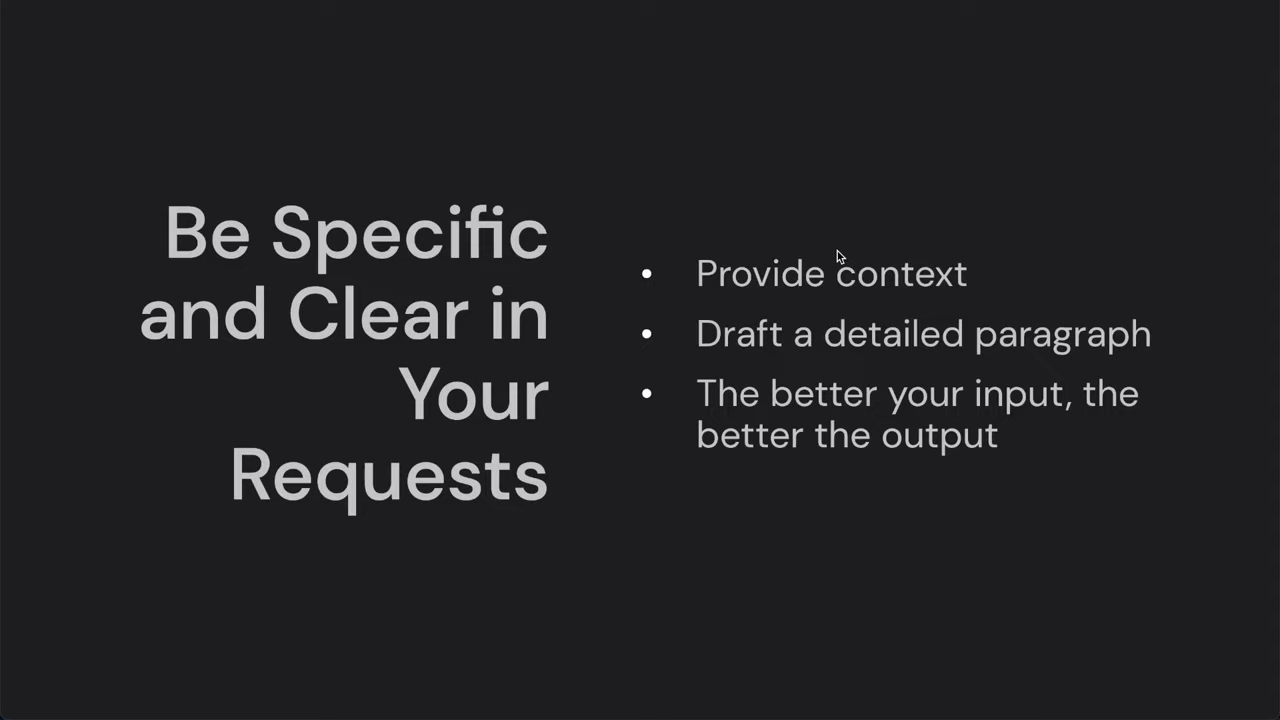 Be Specific
and Clear in
Your
Requests
• Provide context
• Draft a detailed paragraph
• The better your input, the
better the output